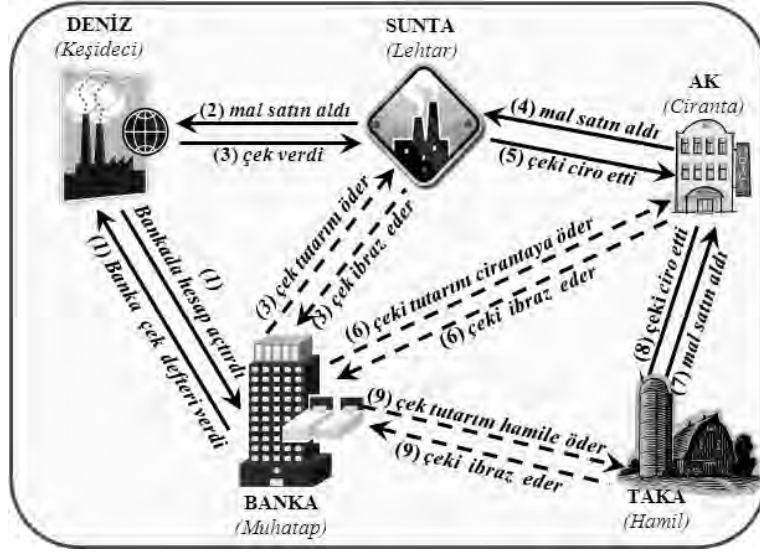 DENİZ
(Keşideci)
SUNTA
(Lehtar)
AK
(Ciranta)
(2) mal satın aldı
(3) çek verdi
(4) mal satın aldı
(5) çeki ciro etti
(1) Banka çek defteri verdi
(1)
Bankada hesap açtırdı
(3) çek tutarım öder
(3) çek ibraz eder
(6) çeki tutarım cirantaya öder
(6) çeki ibraz eder
(8) çeki ciro etti
(7) mal satın aldı
(9) çek tutarım hamile öder
(9) çeki ibraz eder
BANKA
(Muhatap)
TAKA
(Hamil)